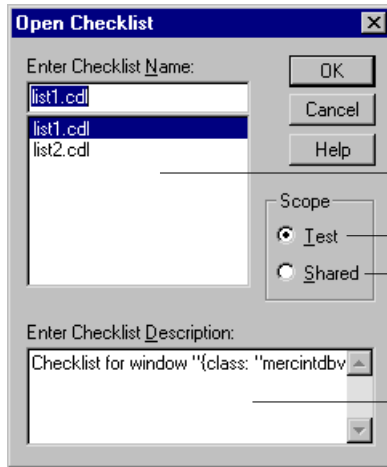 Open Checklist
Enter Checklist Name:
OK
list1.cdl
Cancel
list1.cdl
list2.cdl
Help
Scope
Test
Shared
Enter Checklist Description:
Checklist for window "{class: "mercintdbv